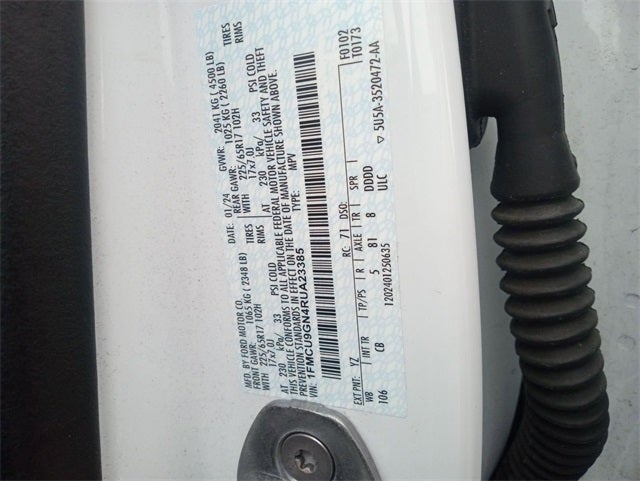 MFD. BY FORD MOTOR CO.
DATE: 01/24 GVWR: 2041 KG ( 4500 LB)
FRONT GAWR: 1065 KG ( 2348 LB) REAR GAWR: 1025 KG ( 2260 LB)
WITH 225/65R17 102H TIRES WITH 225/65R17 102H TIRES
17x7.0J RIMS 17x7.0J RIMS
AT 230 kPa/ 33 PSI COLD AT 230 kPa/ 33 PSI COLD
THIS VEHICLE CONFORMS TO ALL APPLICABLE FEDERAL MOTOR VEHICLE SAFETY AND THEFT
PREVENTION STANDARDS IN EFFECT ON THE DATE OF MANUFACTURE SHOWN ABOVE.
VIN: 1FMCU9GN4RUA23385 TYPE: MPV
F0102
T0173
EXT PNT: YZ RC: 71 DSO:
WB INT TR TP/PS R AXLE TR SPR
106 CB 5 81 8 DDDD
1202401250635 ULC
5U5A-3520472-AA